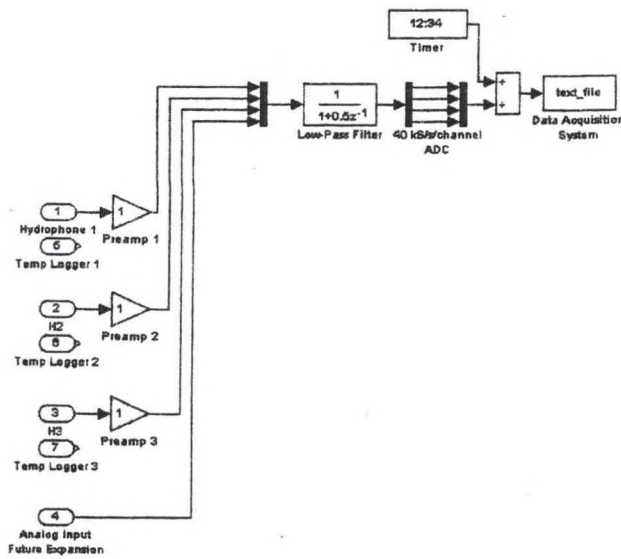 12:34
Timer
+
+
text_file
Data Acquisition
System
1
1+0.5z-1
Low-Pass Filter
40 kS/s/channel
ADC
1
Hydrophone 1
1
Preamp 1
5
Temp Logger 1
2
H2
1
Preamp 2
6
Temp Logger 2
3
H3
1
Preamp 3
7
Temp Logger 3
4
Analog Input
Future Expansion